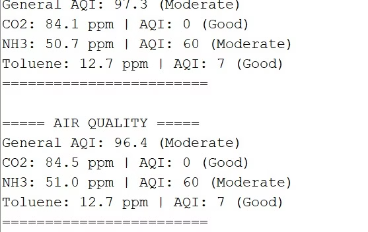 General AQI: 97.3 (Moderate)
CO2: 84.1 ppm | AQI: 0 (Good)
NH3: 50.7 ppm | AQI: 60 (Moderate)
Toluene: 12.7 ppm | AQI: 7 (Good)
========================
===== AIR QUALITY =====
General AQI: 96.4 (Moderate)
CO2: 84.5 ppm | AQI: 0 (Good)
NH3: 51.0 ppm | AQI: 60 (Moderate)
Toluene: 12.7 ppm | AQI: 7 (Good)
========================